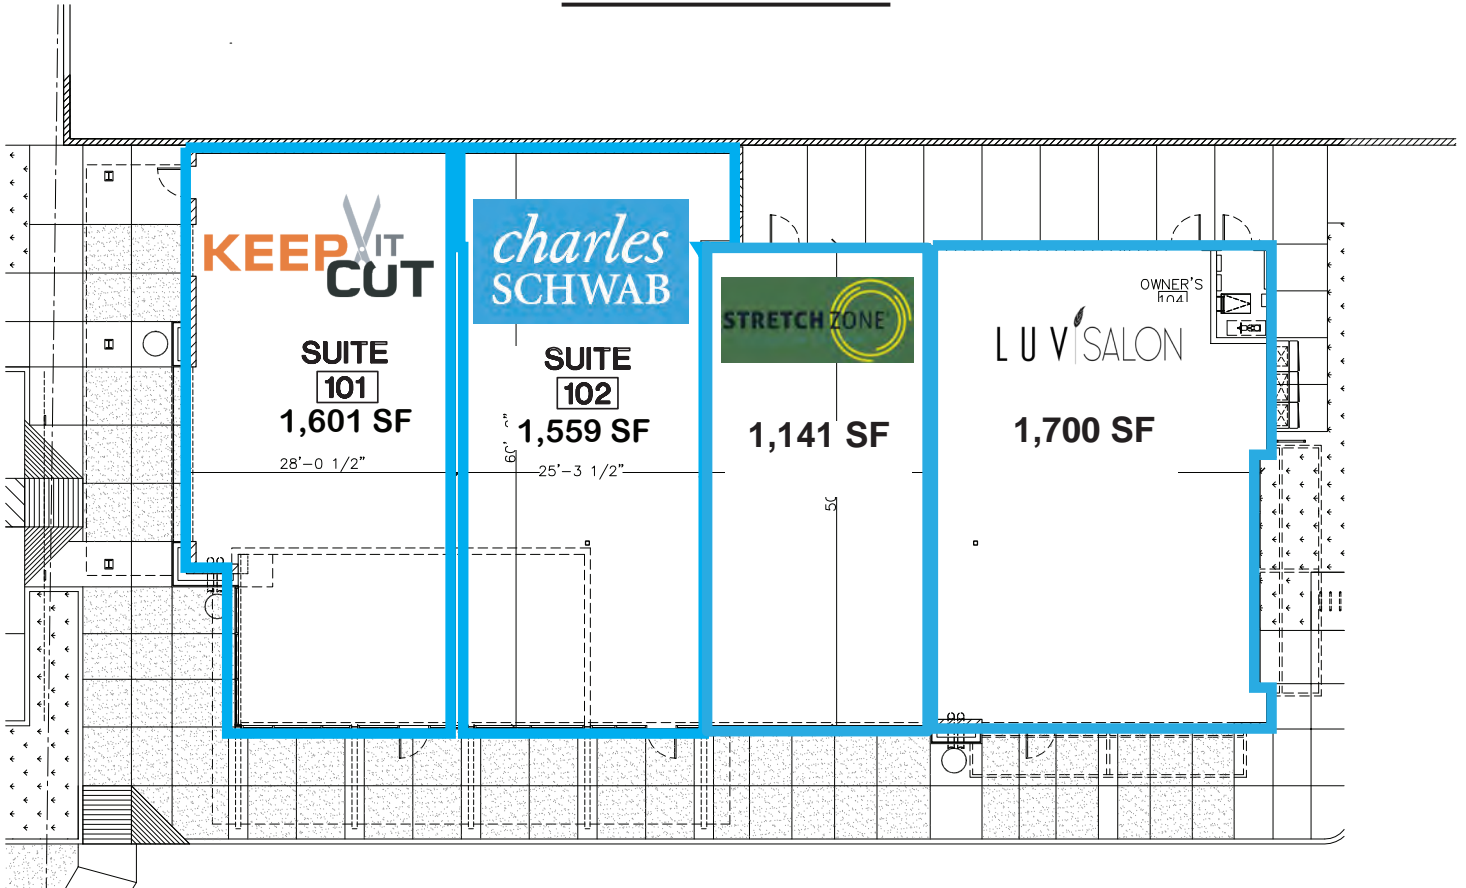 KEEP IT
CUT
SUITE
101
1,601 SF
28'-0 1/2"
charles
SCHWAB
SUITE
102
1,559 SF
25'-3 1/2"
STRETCH ZONE
1,141 SF
OWNER'S
104
LUV SALON
1,700 SF